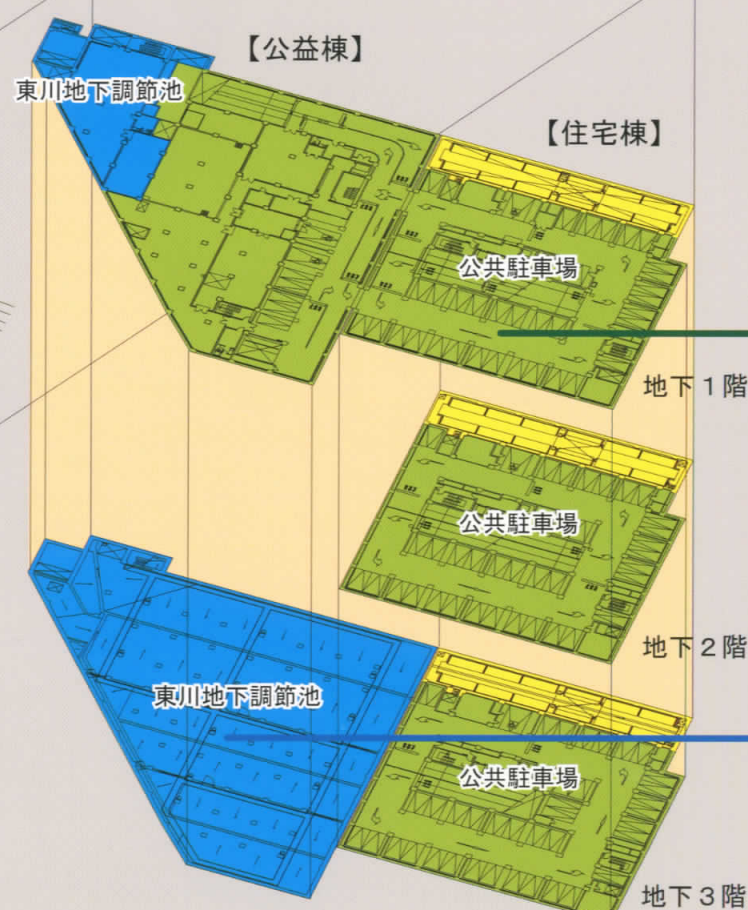 【公益棟】
東川地下調節池
【住宅棟】
公共駐車場
地下1階
公共駐車場
地下2階
東川地下調節池
公共駐車場
地下3階